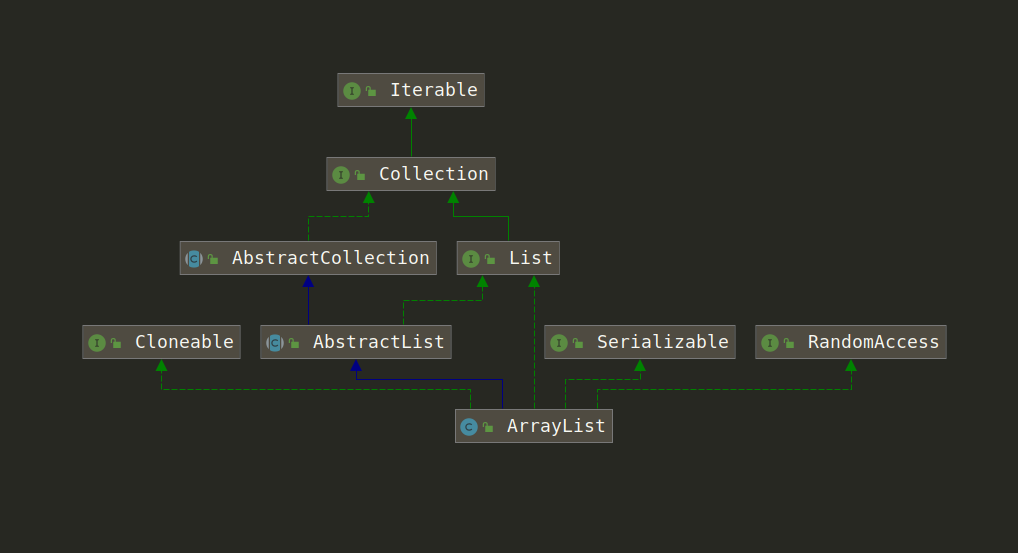 I Iterable
I Collection
C AbstractCollection
I List
I Cloneable
C AbstractList
I Serializable
I RandomAccess
C ArrayList